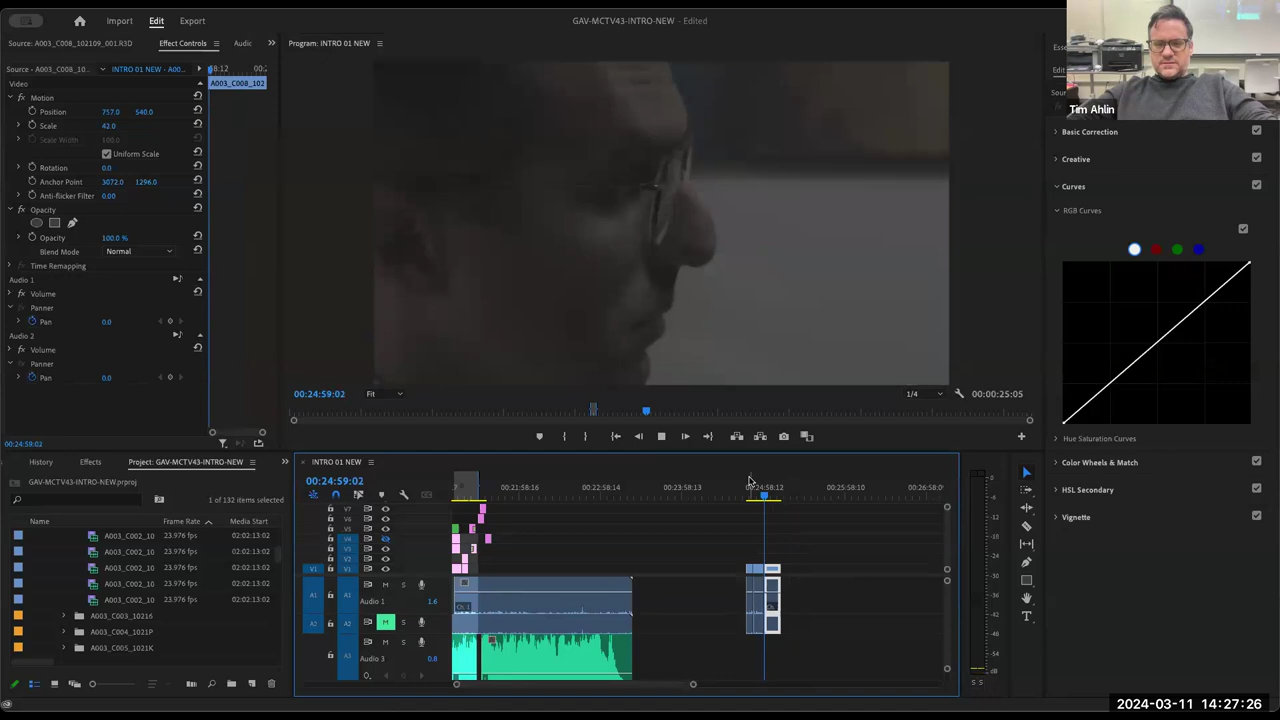 Import
Edit
Export
GAV-MCTV43-INTRO-NEW - Edited
Tim Ahlin
Source: A003_C008_102109_001.R3D
Effect Controls
Audio
Program: INTRO 01 NEW
Source - A003_C008_10...
INTRO 01 NEW - A00...
A003_C008_102
Video
fx Motion
Position 757.0 540.0
Scale 42.0
Scale Width 100.0
Uniform Scale
Rotation 0.0
Anchor Point 3072.0 1296.0
Anti-flicker Filter 0.00
fx Opacity
Opacity 100.0 %
Blend Mode Normal
Time Remapping
Audio 1
fx Volume
Panner
Pan 0.0
Audio 2
fx Volume
Panner
Pan 0.0
00:24:59:02
00:24:59:02
Fit
1/4
00:00:25:05
Basic Correction
Creative
Curves
RGB Curves
Hue Saturation Curves
Color Wheels & Match
HSL Secondary
Vignette
History
Effects
Project: GAV-MCTV43-INTRO-NEW
GAV-MCTV43-INTRO-NEW.prproj
1 of 132 items selected
Name Frame Rate Media Start
A003_C002_10 23.976 fps 02:02:13:02
A003_C002_10 23.976 fps 02:02:13:02
A003_C002_10 23.976 fps 02:02:13:02
A003_C002_10 23.976 fps 02:02:13:02
A003_C002_10 23.976 fps 02:02:13:02
A003_C003_10216
A003_C004_1021P
A003_C005_1021K
INTRO 01 NEW
00:24:59:02
00:21:58:16
00:22:58:14
00:23:58:13
00:24:58:12
00:25:58:10
V7
V6
V5
V4
V3
V2
V1 V1
A1 A1 M S
Audio 1 1.6
A2 A2 M S
A3 M S
Audio 3 0.8
dB
S S
2024-03-11 14:27:26